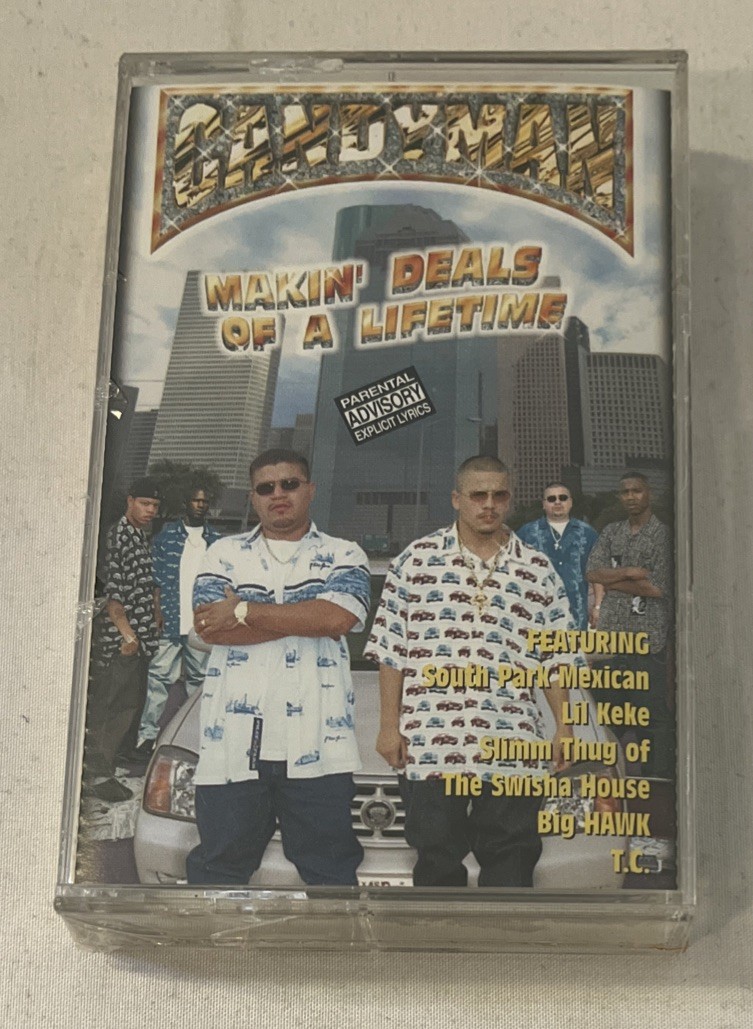 CANDYMAN
MAKIN' DEALS
OF A LIFETIME
PARENTAL
ADVISORY
EXPLICIT LYRICS
FEATURING
South Park Mexican
Lil Keke
Slimm Thug of
The Swisha House
Big HAWK
T.C.